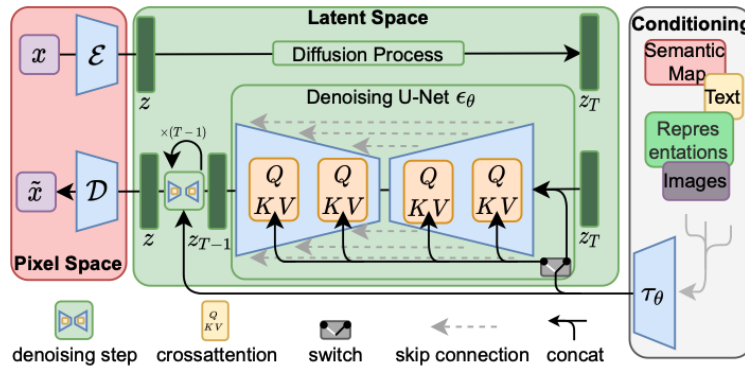 Latent Space
Conditioning
x
ℰ
z
Diffusion Process
z_T
Semantic
Map
Text
Repres
entations
Images
Denoising U-Net ϵ_θ
×(T−1)
x̃
𝒟
z
z_{T−1}
Q
KV
Q
KV
Q
KV
Q
KV
z_T
τ_θ
Pixel Space
Q
KV
denoising step
crossattention
switch
skip connection
concat